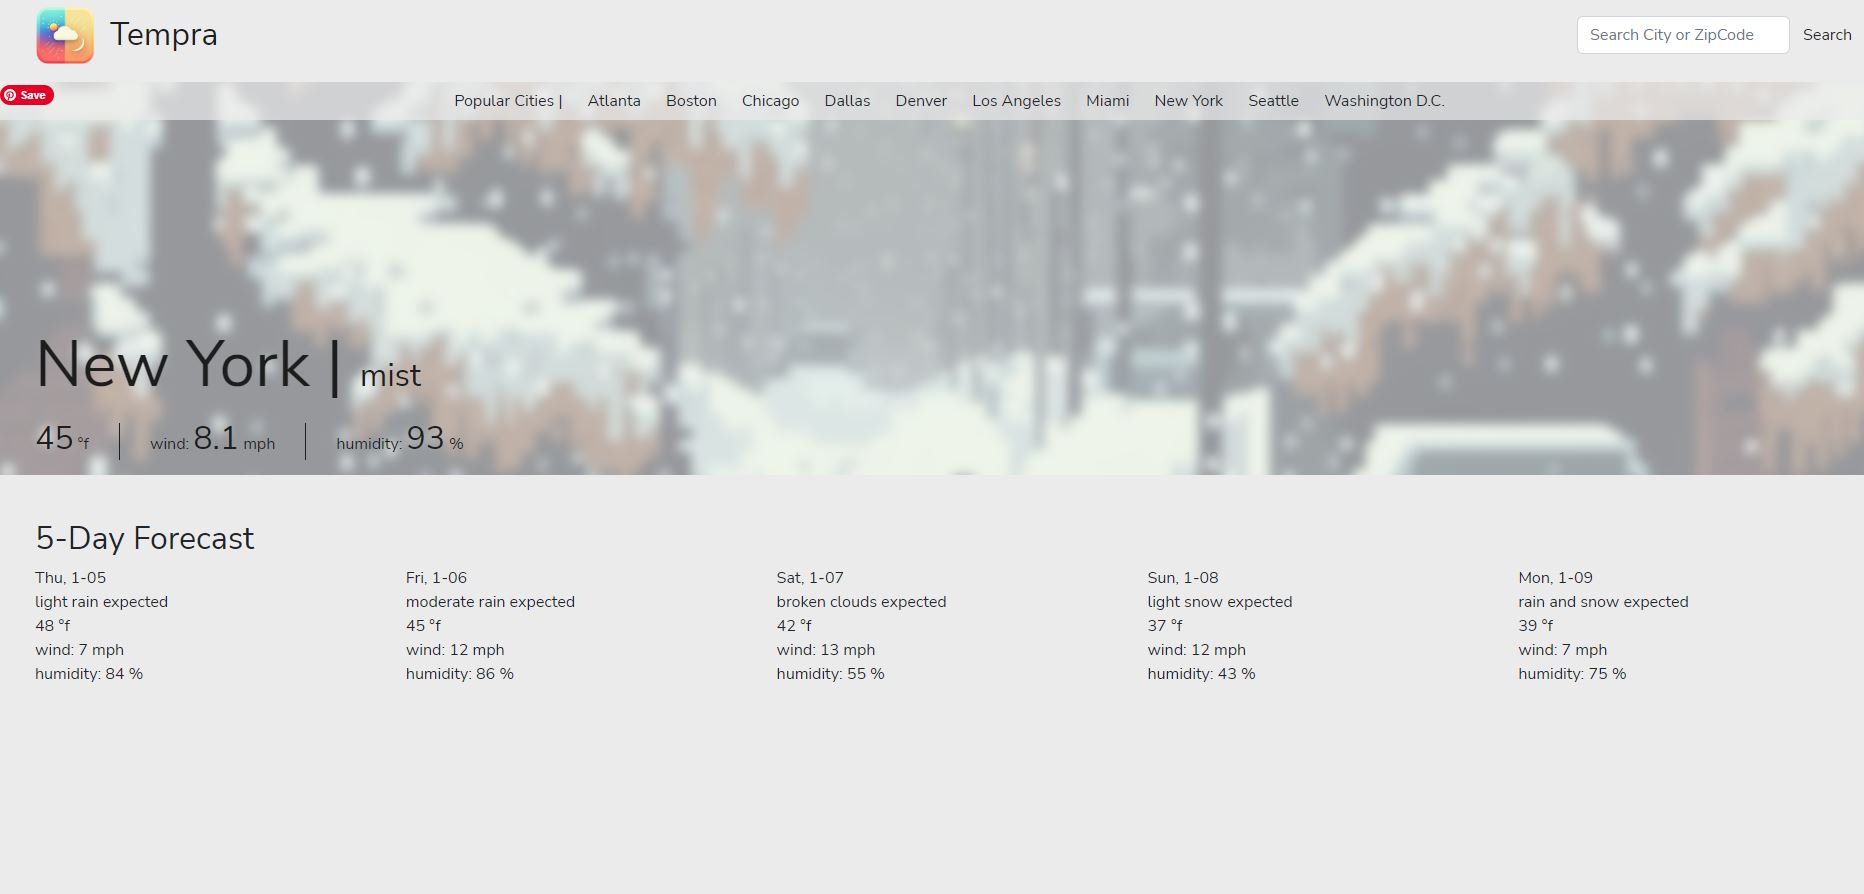 Tempra
Search City or ZipCode
Search
Save
Popular Cities | Atlanta Boston Chicago Dallas Denver Los Angeles Miami New York Seattle Washington D.C.
New York | mist
45 °f wind: 8.1 mph humidity: 93 %
5-Day Forecast
Thu, 1-05
light rain expected
48 °f
wind: 7 mph
humidity: 84 %
Fri, 1-06
moderate rain expected
45 °f
wind: 12 mph
humidity: 86 %
Sat, 1-07
broken clouds expected
42 °f
wind: 13 mph
humidity: 55 %
Sun, 1-08
light snow expected
37 °f
wind: 12 mph
humidity: 43 %
Mon, 1-09
rain and snow expected
39 °f
wind: 7 mph
humidity: 75 %